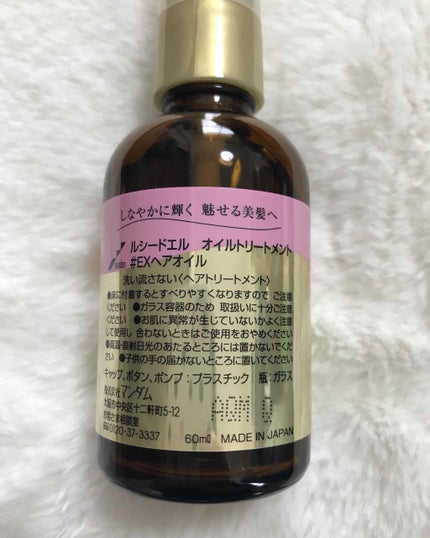 しなやかに輝く 魅せる美髪へ
ルシードエル オイルトリートメント
#EXヘアオイル
洗い流さない〈ヘアトリートメント〉
●床に付着するとすべりやすくなりますので ご注意
ください ●ガラス容器のため 取扱いに十分ご注意
ください ●お肌に異常が生じていないかよく注意
して使用し 合わないときはご使用をおやめください
●高温・直射日光のあたるところには置かないでくだ
さい ●子供の手の届かないところに置いてください
キャップ、ボタン、ポンプ：プラスチック 瓶：ガラス
株式会社 マンダム
大阪市中央区十二軒町5-12
お客さま相談室
0120-37-3337
AQM D
60mℓ MADE IN JAPAN